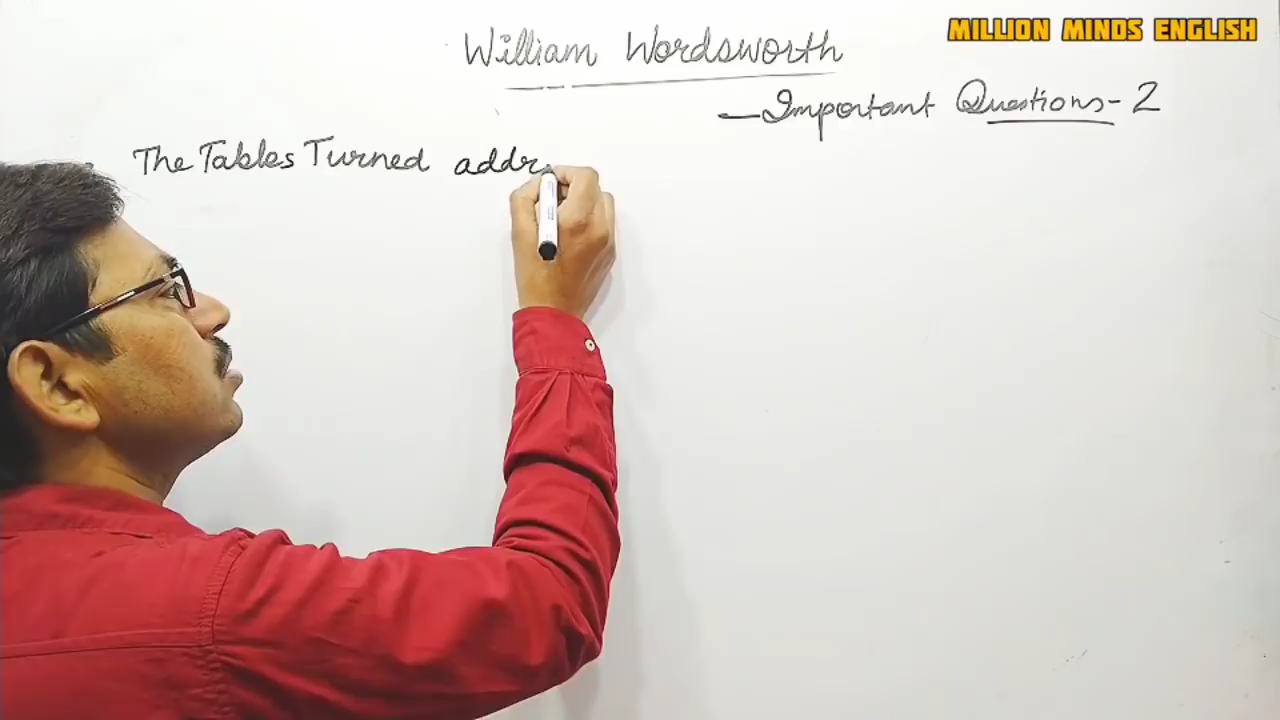 MILLION MINDS ENGLISH
William Wordsworth
—Important Questions-2
The Tables Turned addr